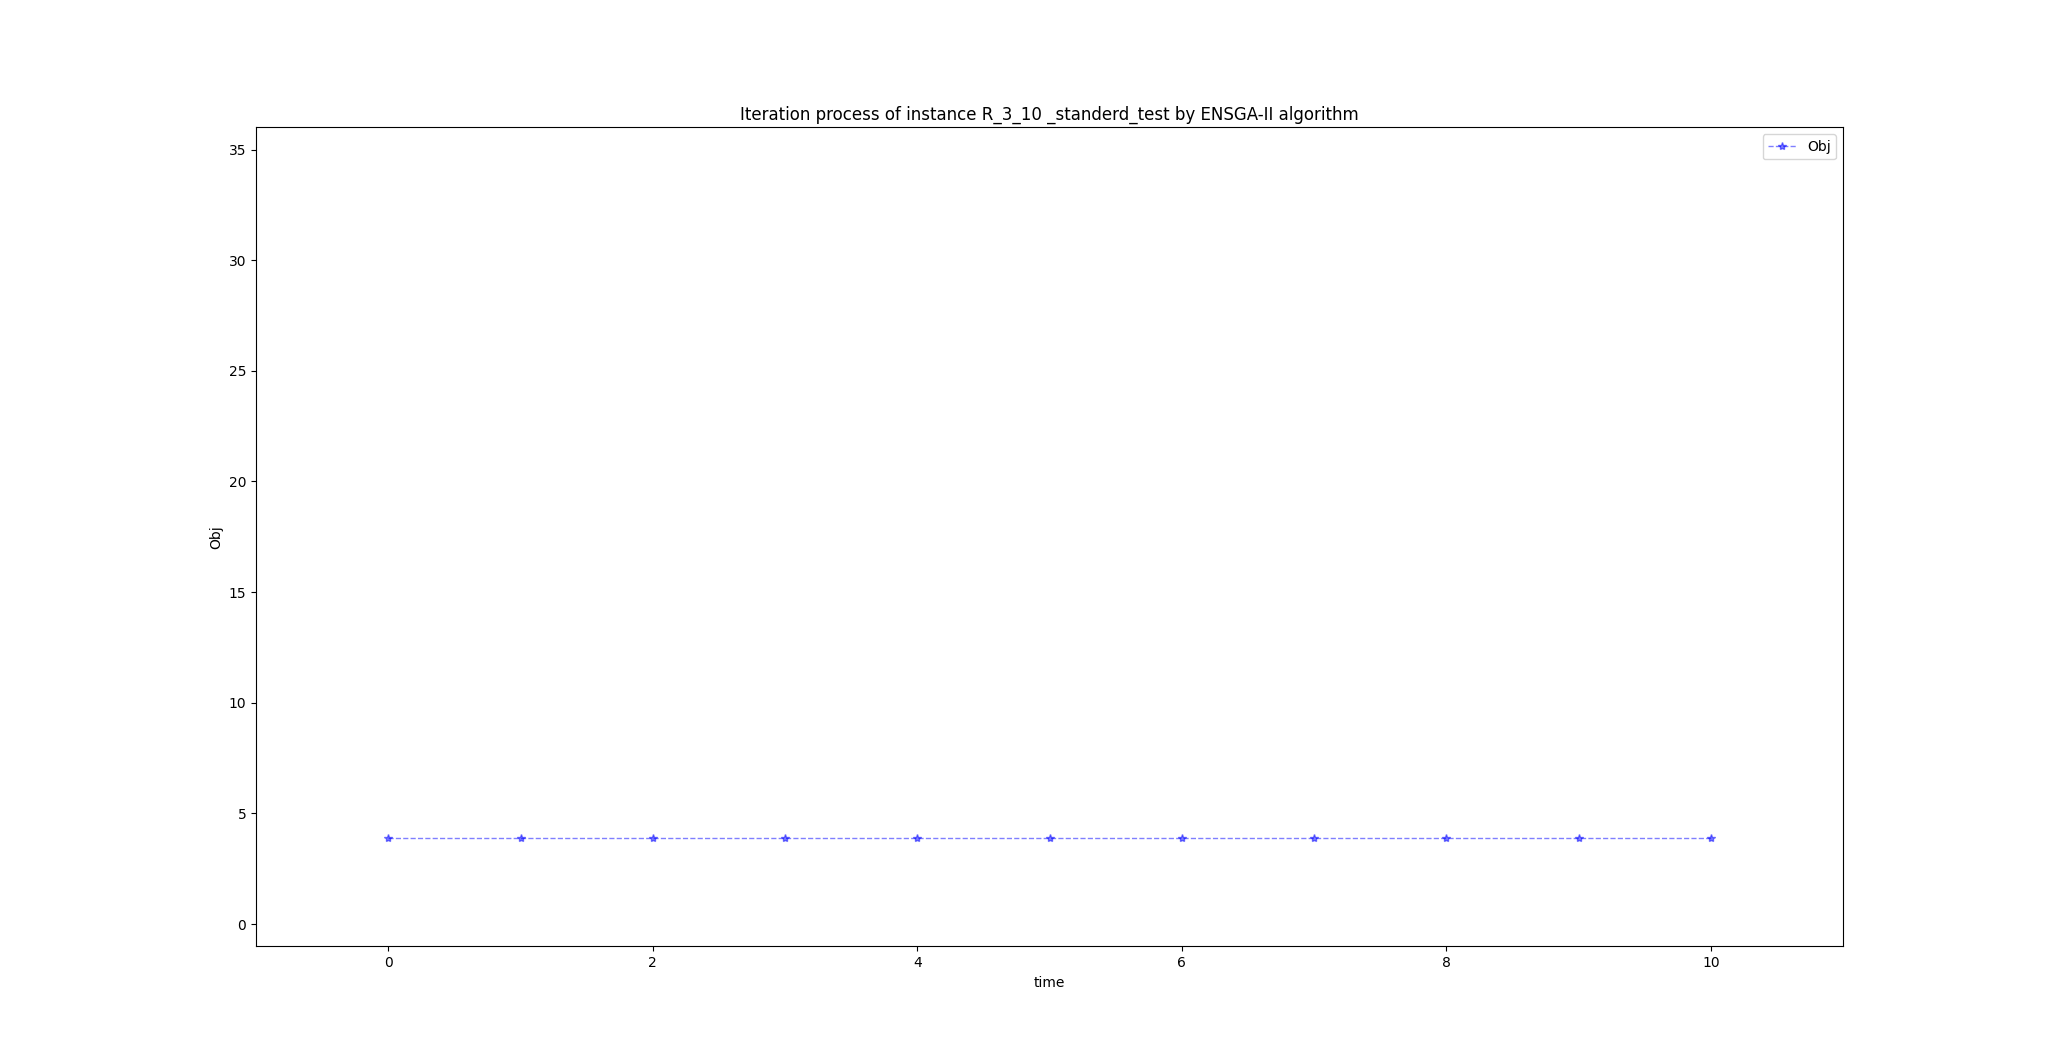 Iteration process of instance R_3_10 _standerd_test by ENSGA-II algorithm
Obj
35
30
25
20
15
10
5
0
Obj
0 2 4 6 8 10
time